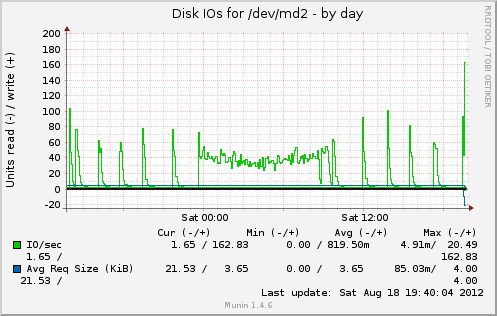 Disk IOs for /dev/md2 - by day
RRDTOOL / TOBI OETIKER
Units read (-) / write (+)
200
180
160
140
120
100
80
60
40
20
0
-20
Sat 00:00 Sat 12:00
Cur (-/+) Min (-/+) Avg (-/+) Max (-/+)
IO/sec 1.65 / 162.83 0.00 / 819.50m 4.91m/ 20.49
1.65 / 162.83
Avg Req Size (KiB) 21.53 / 3.65 0.00 / 3.65 85.03m/ 4.00
21.53 / 4.00
Last update: Sat Aug 18 19:40:04 2012
Munin 1.4.6